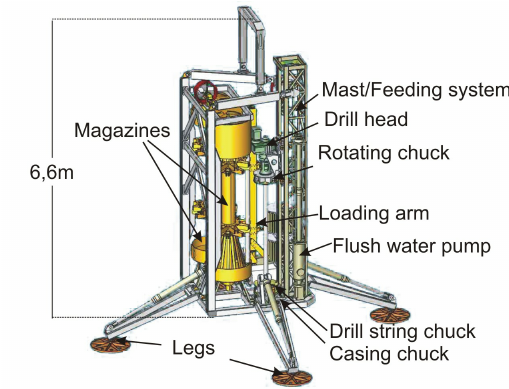 Mast/Feeding system
Drill head
Magazines
Rotating chuck
6,6m
Loading arm
Flush water pump
Drill string chuck
Legs
Casing chuck